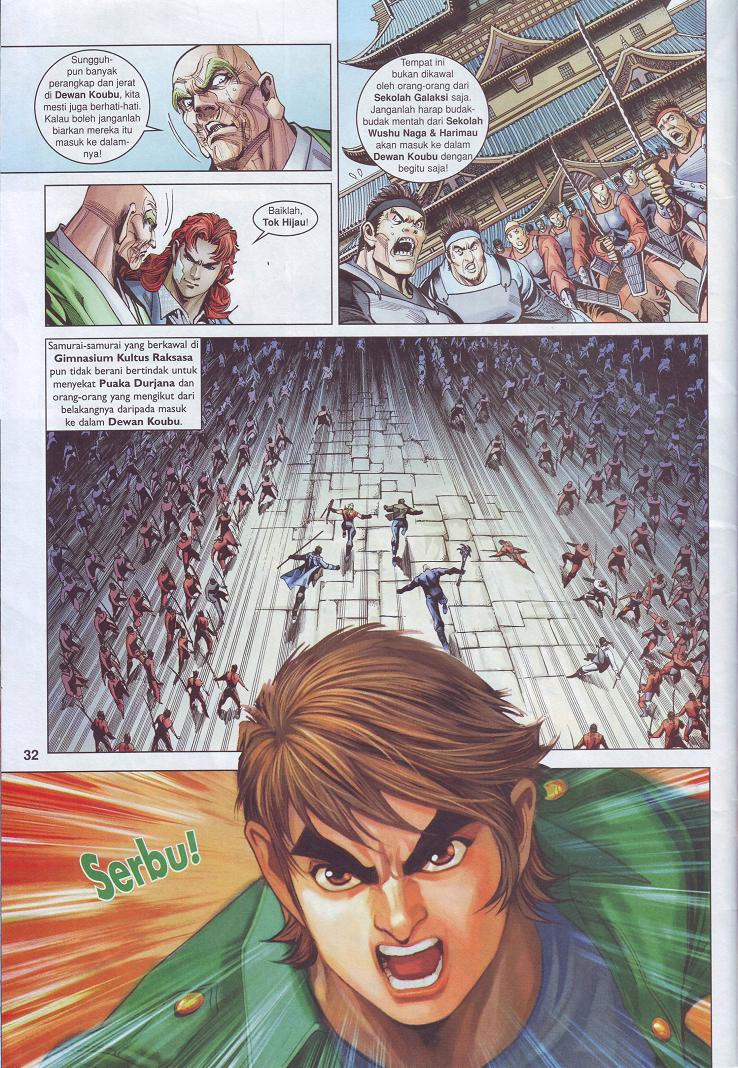 Sungguh-
pun banyak
perangkap dan jerat
di Dewan Koubu, kita
mesti juga berhati-hati.
Kalau boleh janganlah
biarkan mereka itu
masuk ke dalam-
nya!
Tempat ini
bukan dikawal
oleh orang-orang dari
Sekolah Galaksi saja.
Janganlah harap budak-
budak mentah dari Sekolah
Wushu Naga & Harimau
akan masuk ke dalam
Dewan Koubu dengan
begitu saja!
Baiklah,
Tok Hijau!
Samurai-samurai yang berkawal di
Gimnasium Kultus Raksasa
pun tidak berani bertindak untuk
menyekat Puaka Durjana dan
orang-orang yang mengikut dari
belakangnya daripada masuk
ke dalam Dewan Koubu.
32
Serbu!